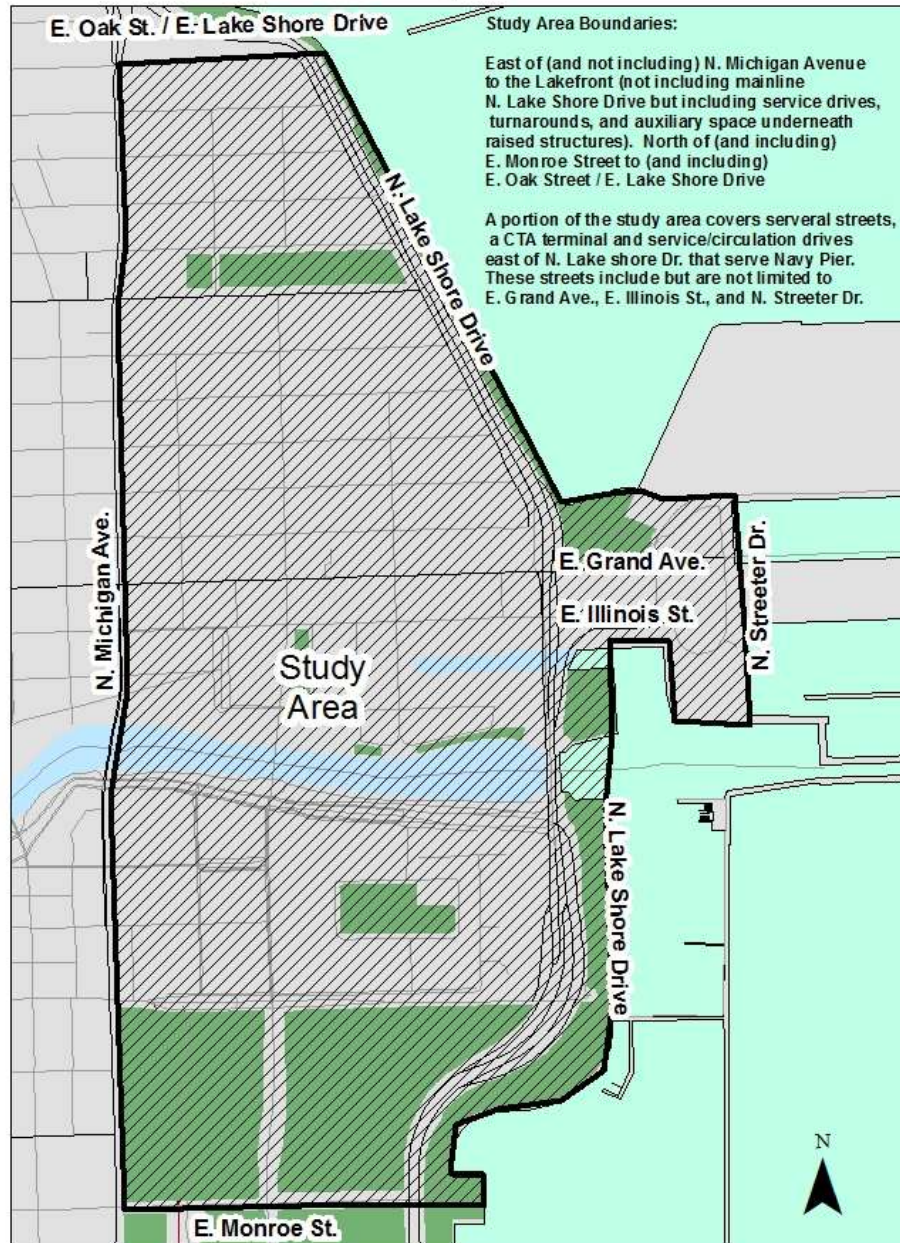 E. Oak St. / E. Lake Shore Drive
Study Area Boundaries:
East of (and not including) N. Michigan Avenue
to the Lakefront (not including mainline
N. Lake Shore Drive but including service drives,
turnarounds, and auxiliary space underneath
raised structures). North of (and including)
E. Monroe Street to (and including)
E. Oak Street / E. Lake Shore Drive
A portion of the study area covers serveral streets,
a CTA terminal and service/circulation drives
east of N. Lake shore Dr. that serve Navy Pier.
These streets include but are not limited to
E. Grand Ave., E. Illinois St., and N. Streeter Dr.
N. Lake Shore Drive
N. Michigan Ave.
E. Grand Ave.
E. Illinois St.
N. Streeter Dr.
Study
Area
N. Lake Shore Drive
N
E. Monroe St.